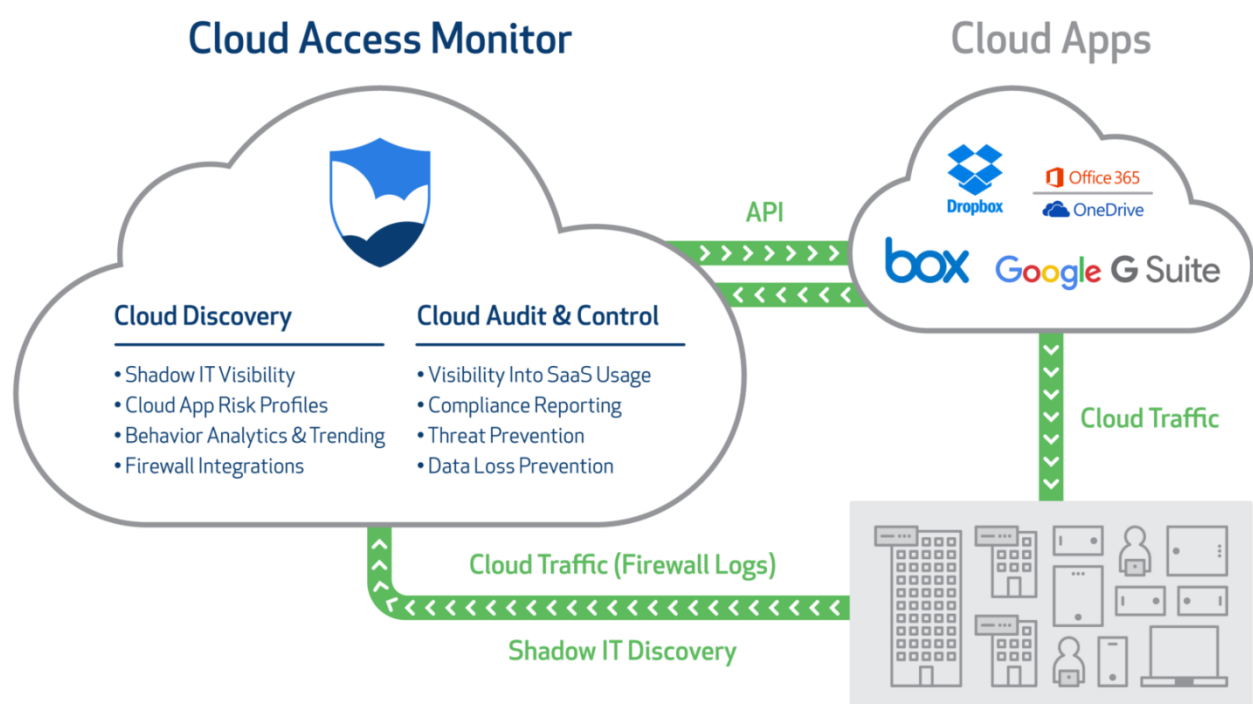 Cloud Access Monitor
Cloud Apps
Dropbox
Office 365
OneDrive
box
Google G Suite
API
Cloud Discovery
• Shadow IT Visibility
• Cloud App Risk Profiles
• Behavior Analytics & Trending
• Firewall Integrations
Cloud Audit & Control
• Visibility Into SaaS Usage
• Compliance Reporting
• Threat Prevention
• Data Loss Prevention
Cloud Traffic
Cloud Traffic (Firewall Logs)
Shadow IT Discovery